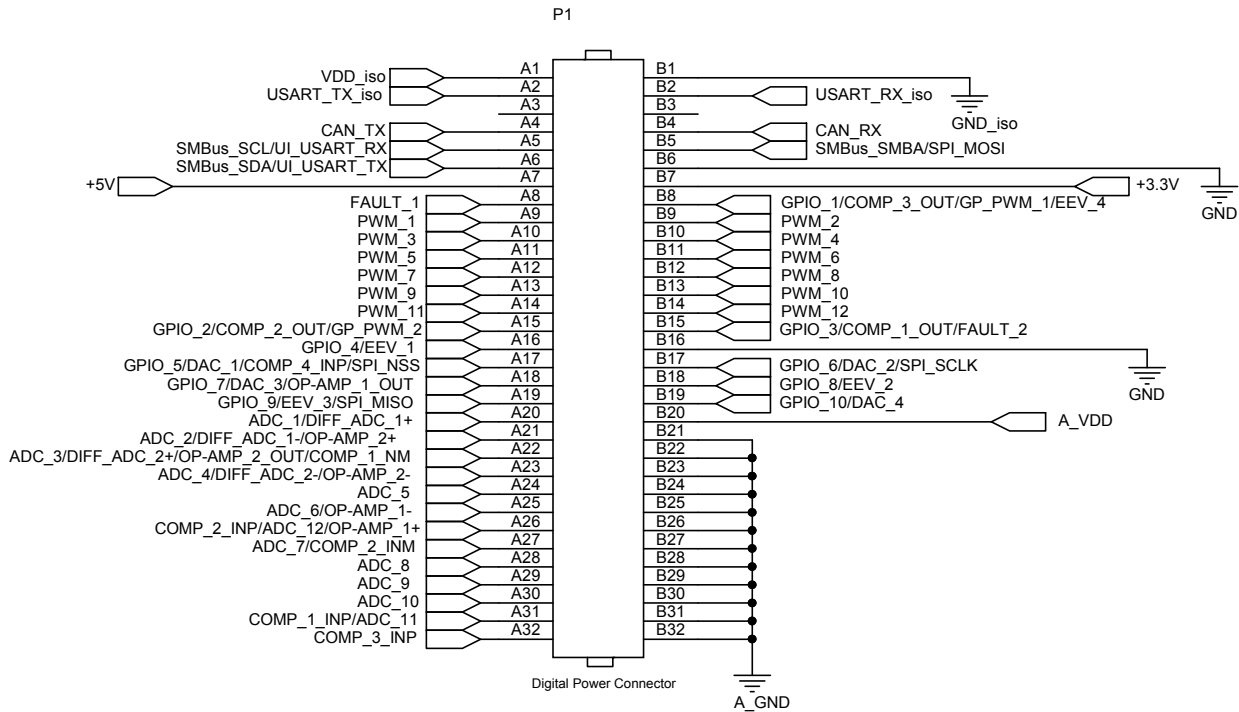 P1
VDD_iso A1 B1
USART_TX_iso A2 B2 USART_RX_iso
A3 B3 GND_iso
CAN_TX A4 B4 CAN_RX
SMBus_SCL/UI_USART_RX A5 B5 SMBus_SMBA/SPI_MOSI
SMBus_SDA/UI_USART_TX A6 B6
+5V A7 B7 +3.3V
FAULT_1 A8 B8 GPIO_1/COMP_3_OUT/GP_PWM_1/EEV_4 GND
PWM_1 A9 B9 PWM_2
PWM_3 A10 B10 PWM_4
PWM_5 A11 B11 PWM_6
PWM_7 A12 B12 PWM_8
PWM_9 A13 B13 PWM_10
PWM_11 A14 B14 PWM_12
GPIO_2/COMP_2_OUT/GP_PWM_2 A15 B15 GPIO_3/COMP_1_OUT/FAULT_2
GPIO_4/EEV_1 A16 B16
GPIO_5/DAC_1/COMP_4_INP/SPI_NSS A17 B17 GPIO_6/DAC_2/SPI_SCLK
GPIO_7/DAC_3/OP-AMP_1_OUT A18 B18 GPIO_8/EEV_2 GND
GPIO_9/EEV_3/SPI_MISO A19 B19 GPIO_10/DAC_4
ADC_1/DIFF_ADC_1+ A20 B20 A_VDD
ADC_2/DIFF_ADC_1-/OP-AMP_2+ A21 B21
ADC_3/DIFF_ADC_2+/OP-AMP_2_OUT/COMP_1_NM A22 B22
ADC_4/DIFF_ADC_2-/OP-AMP_2- A23 B23
ADC_5 A24 B24
ADC_6/OP-AMP_1- A25 B25
COMP_2_INP/ADC_12/OP-AMP_1+ A26 B26
ADC_7/COMP_2_INM A27 B27
ADC_8 A28 B28
ADC_9 A29 B29
ADC_10 A30 B30
COMP_1_INP/ADC_11 A31 B31
COMP_3_INP A32 B32
Digital Power Connector
A_GND